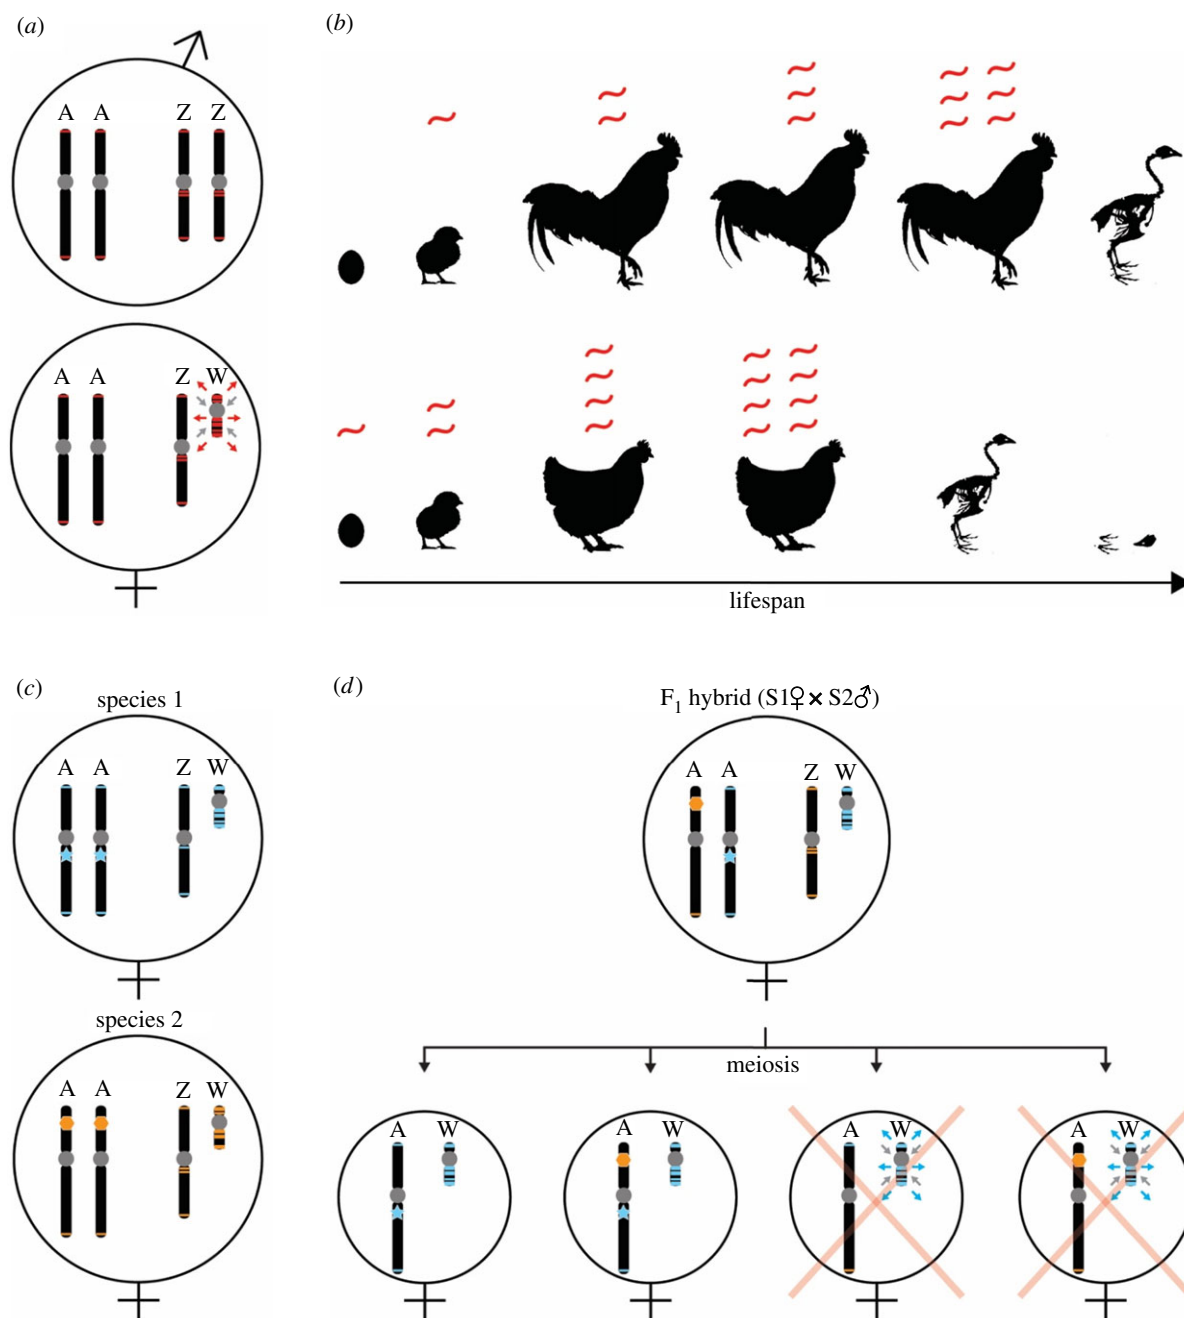 (a)
A A Z Z
A A Z W
(b)
lifespan
(c)
species 1
A A Z W
species 2
A A Z W
(d)
F1 hybrid (S1♀ × S2♂)
A A Z W
meiosis
A W A W A W A W